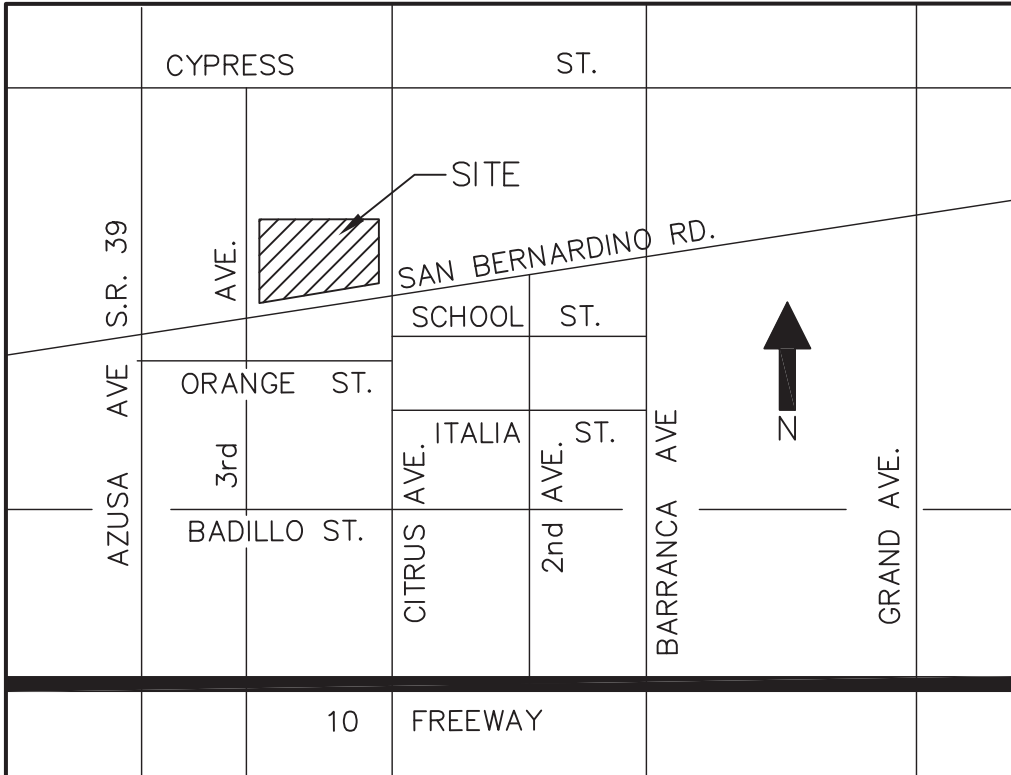 CYPRESS ST.
SITE
SAN BERNARDINO RD.
SCHOOL ST.
ORANGE ST.
ITALIA ST.
BADILLO ST.
AZUSA AVE S.R. 39
3rd AVE.
CITRUS AVE.
2nd AVE.
BARRANCA AVE
GRAND AVE.
N
10 FREEWAY